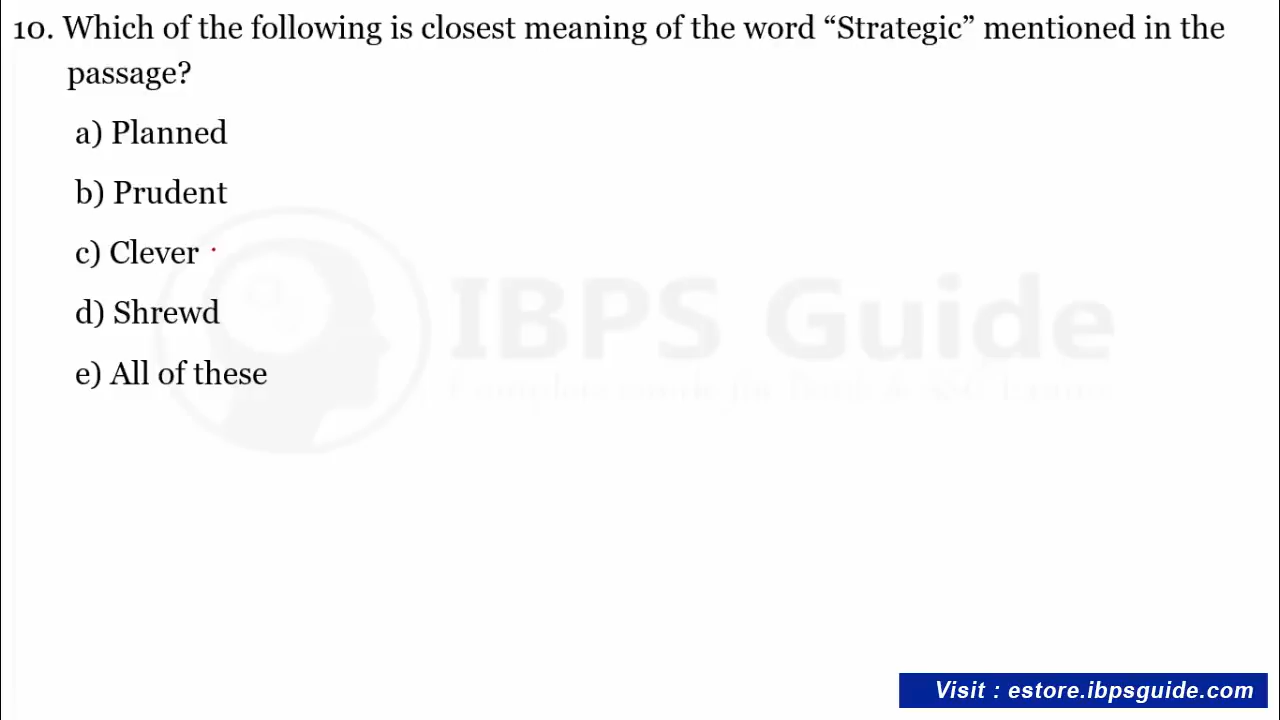 10. Which of the following is closest meaning of the word “Strategic” mentioned in the
passage?
a) Planned
b) Prudent
c) Clever
d) Shrewd
e) All of these
IBPS Guide
Visit : estore.ibpsguide.com